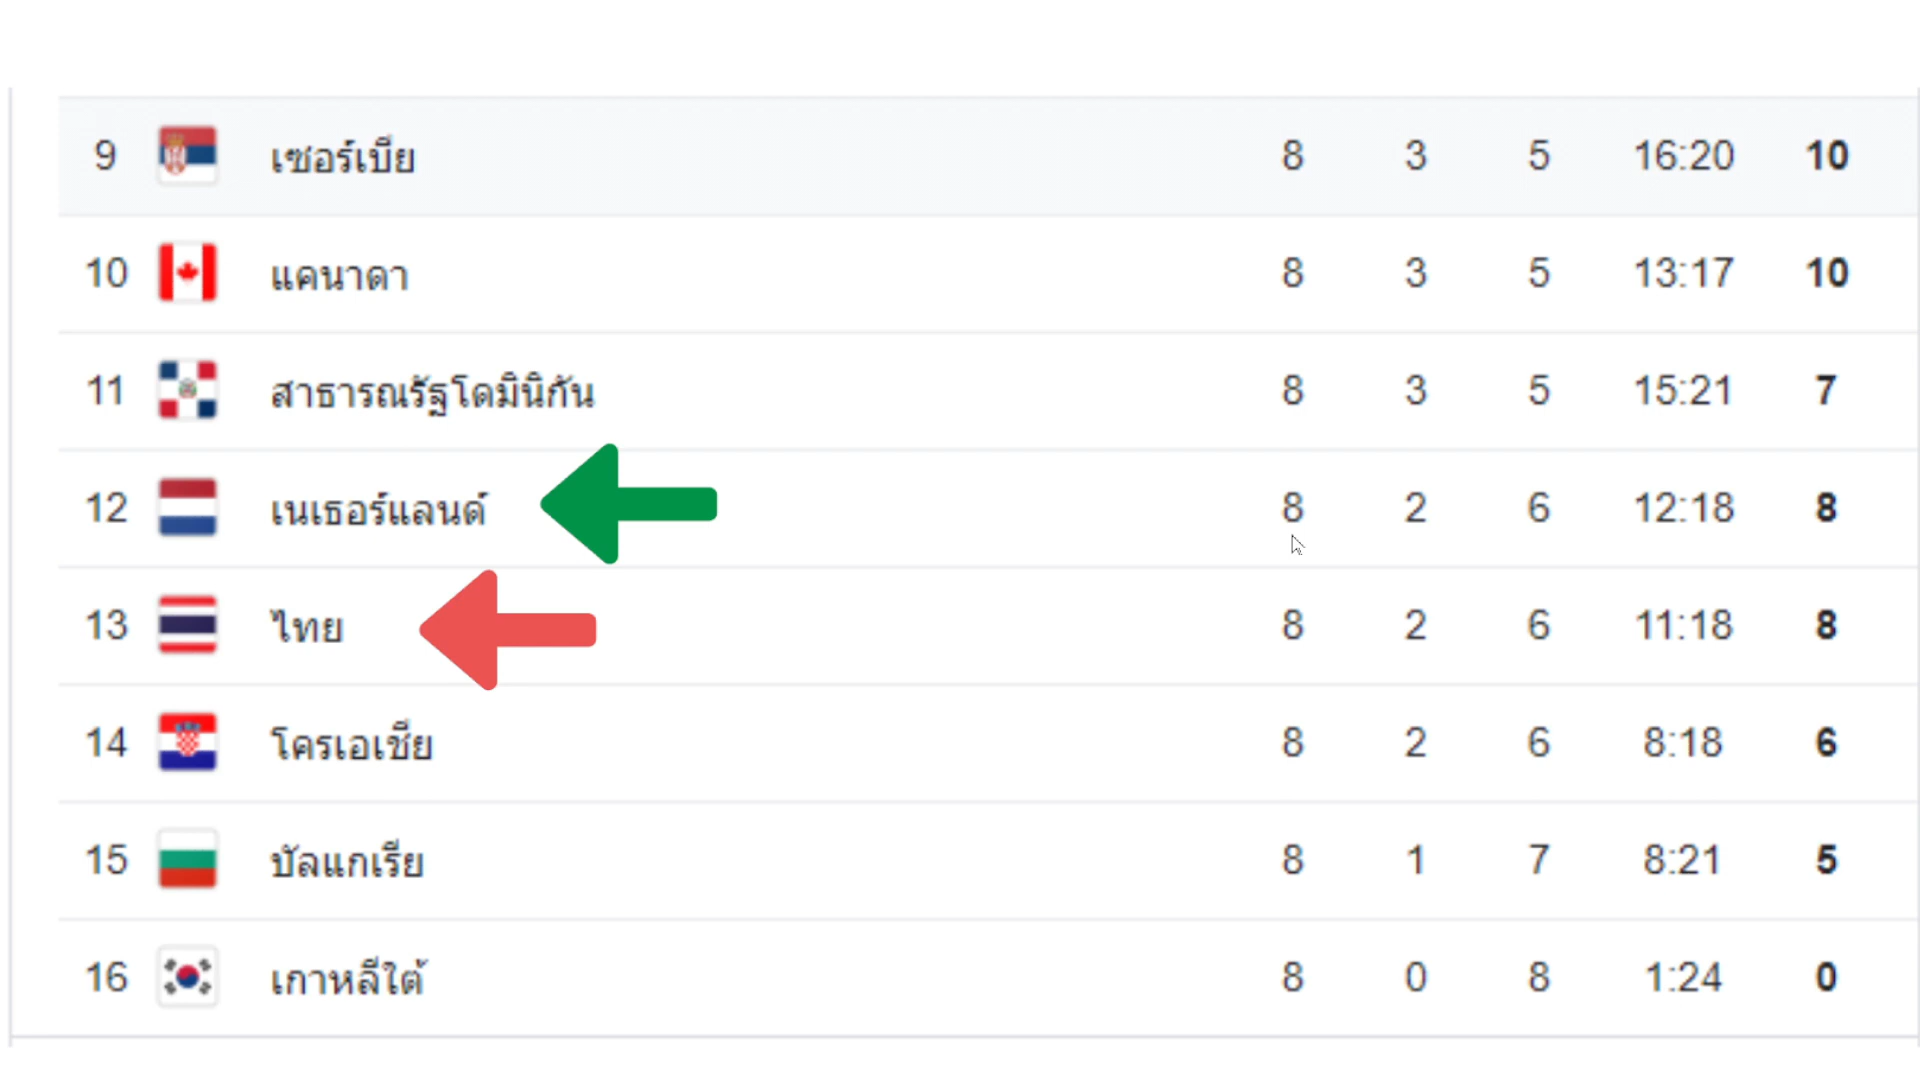 9 เซอร์เบีย 8 3 5 16:20 10
10 แคนาดา 8 3 5 13:17 10
11 สาธารณรัฐโดมินิกัน 8 3 5 15:21 7
12 เนเธอร์แลนด์ 8 2 6 12:18 8
13 ไทย 8 2 6 11:18 8
14 โครเอเชีย 8 2 6 8:18 6
15 บัลแกเรีย 8 1 7 8:21 5
16 เกาหลีใต้ 8 0 8 1:24 0